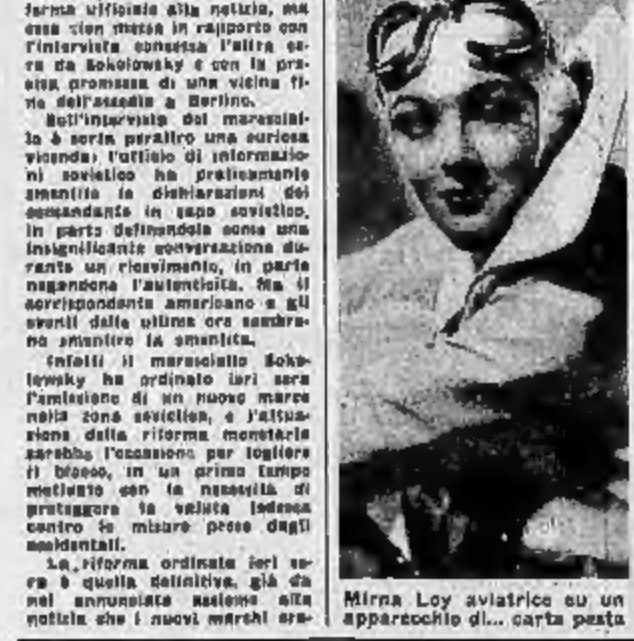 forma ufficiale alla notizia, ma
essa vien messa in rapporto con
l'intervista concessa l'altra se-
ra da Sokolowsky e con la pre-
cisa promessa di una vicina fi-
ne dell'assedio a Berlino.
Sull'intervista del marescial-
lo è sorta peraltro una curiosa
vicenda: l'ufficio di informazio-
ni sovietico ha praticamente
smentito le dichiarazioni del
comandante in capo sovietico,
in parte definendole come una
insignificante conversazione du-
rante un ricevimento, in parte
negandone l'autenticità. Ma il
corrispondente americano e gli
eventi delle ultime ore sembra-
no smentire la smentita.
Infatti il maresciallo Soko-
lowsky ha ordinato ieri sera
l'emissione di un nuovo marco
nella zona sovietica, e l'attua-
zione della riforma monetaria
sarebbe l'occasione per togliere
il blocco, in un primo tempo
motivato con la necessità di
proteggere la valuta tedesca
contro le misure prese dagli
occidentali.
La riforma ordinata ieri se-
ra è quella definitiva, già da
noi annunciata assieme alla
notizia che i nuovi marchi era-
Mirna Loy aviatrice su un
apparecchio di... carta pesta